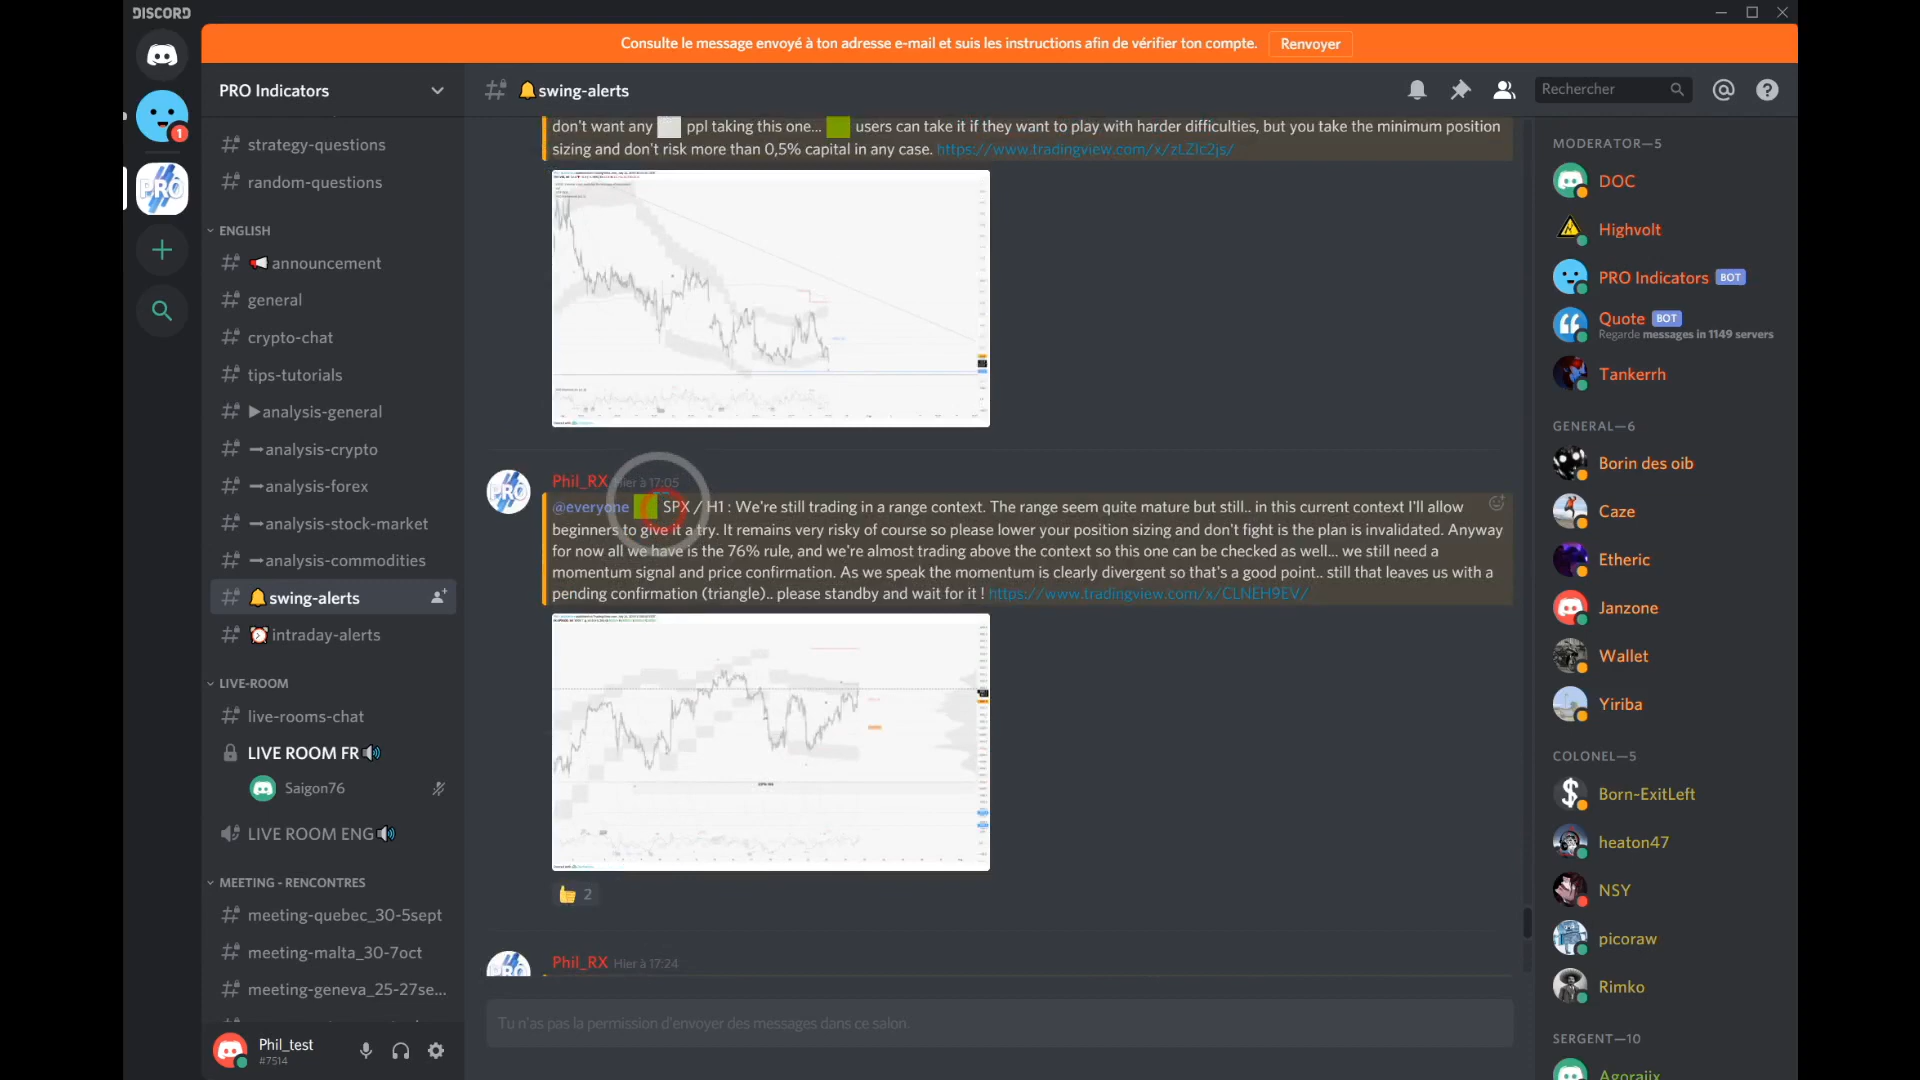 DISCORD
Consulte le message envoyé à ton adresse e-mail et suis les instructions afin de vérifier ton compte.
Renvoyer
1
PRO
PRO Indicators
strategy-questions
random-questions
ENGLISH
announcement
general
crypto-chat
tips-tutorials
analysis-general
analysis-crypto
analysis-forex
analysis-stock-market
analysis-commodities
swing-alerts
intraday-alerts
LIVE-ROOM
live-rooms-chat
LIVE ROOM FR
Saigon76
LIVE ROOM ENG
MEETING - RENCONTRES
meeting-quebec_30-5sept
meeting-malta_30-7oct
meeting-geneva_25-27se...
Phil_test
#7514
swing-alerts
Rechercher
don't want any ppl taking this one... users can take it if they want to play with harder difficulties, but you take the minimum position
sizing and don't risk more than 0,5% capital in any case. https://www.tradingview.com/x/zLZlc2js/
PRO
Phil_RX Hier à 17:05
@everyone SPX / H1 : We're still trading in a range context. The range seem quite mature but still.. in this current context I'll allow
beginners to give it a try. It remains very risky of course so please lower your position sizing and don't fight is the plan is invalidated. Anyway
for now all we have is the 76% rule, and we're almost trading above the context so this one can be checked as well... we still need a
momentum signal and price confirmation. As we speak the momentum is clearly divergent so that's a good point.. still that leaves us with a
pending confirmation (triangle).. please standby and wait for it ! https://www.tradingview.com/x/CLNEH9EV/
2
PRO
Phil_RX Hier à 17:24
Tu n'as pas la permission d'envoyer des messages dans ce salon.
MODERATOR—5
DOC
Highvolt
PRO Indicators BOT
Quote BOT
Regarde messages in 1149 servers
Tankerrh
GENERAL—6
Borin des oib
Caze
Etheric
Janzone
Wallet
Yiriba
COLONEL—5
Born-ExitLeft
heaton47
NSY
picoraw
Rimko
SERGENT—10
Agoraiix